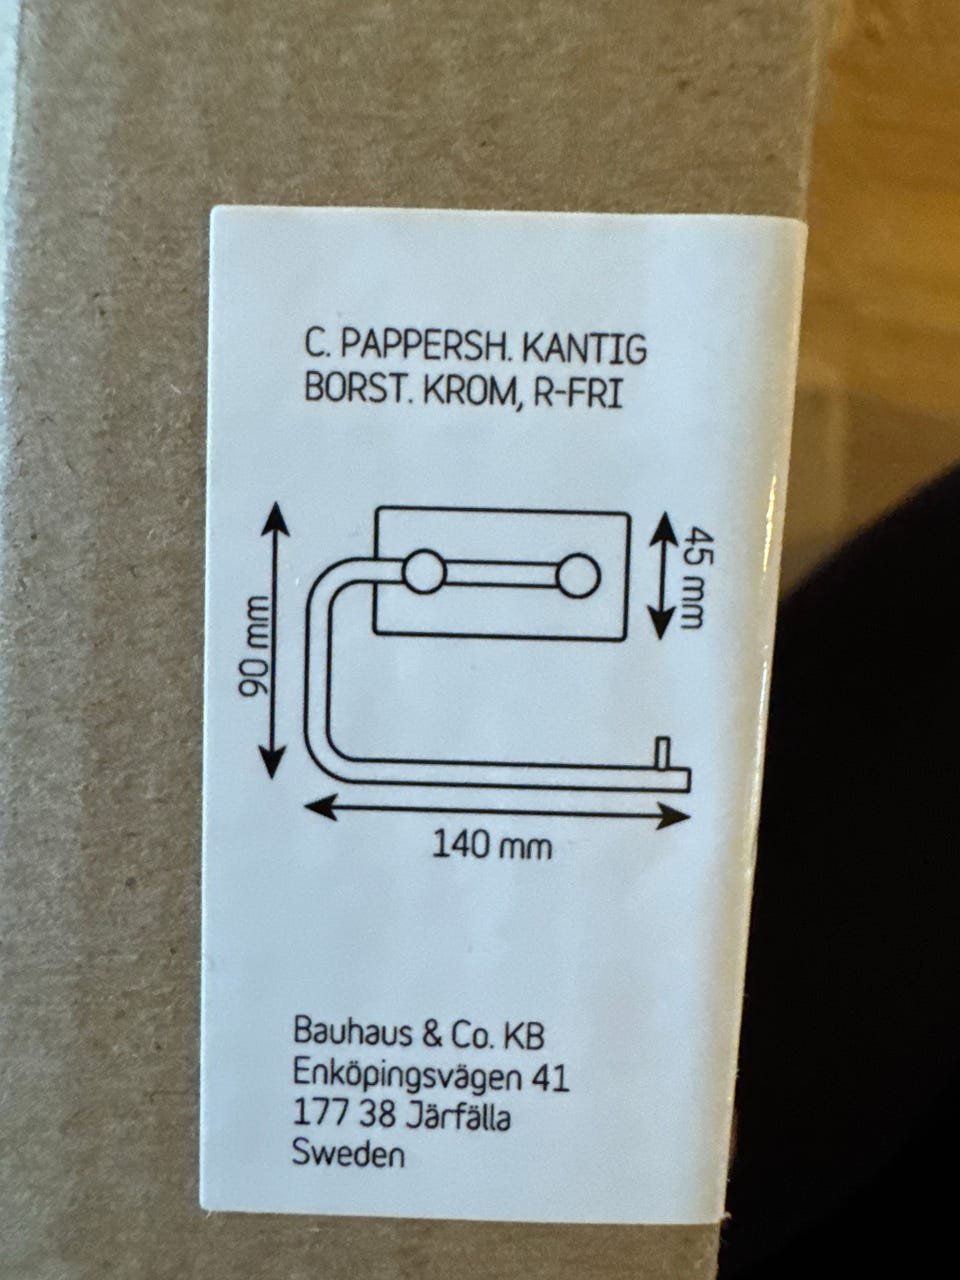 C. PAPPERSH. KANTIG
BORST. KROM, R-FRI
45 mm
90 mm
140 mm
Bauhaus & Co. KB
Enköpingsvägen 41
177 38 Järfälla
Sweden